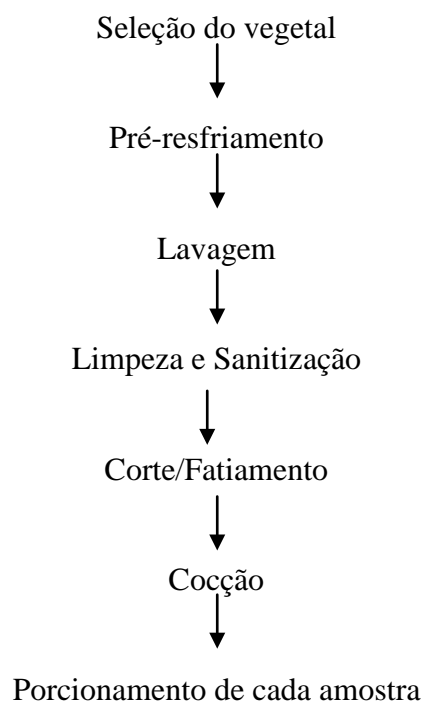 Seleção do vegetal
Pré-resfriamento
Lavagem
Limpeza e Sanitização
Corte/Fatiamento
Cocção
Porcionamento de cada amostra